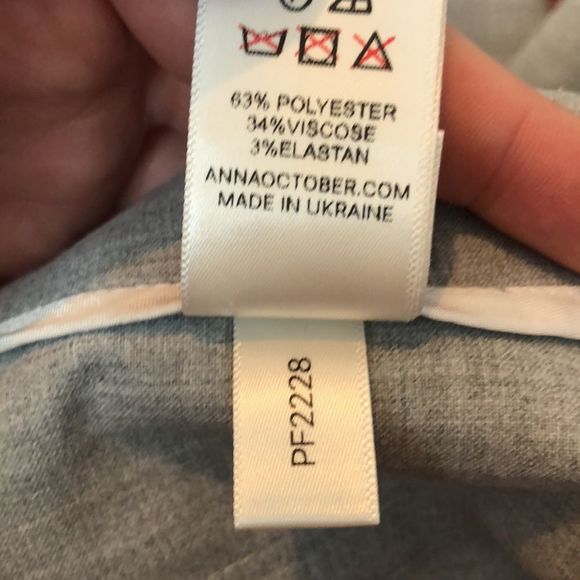 63% POLYESTER
34%VISCOSE
3%ELASTAN
ANNAOCTOBER.COM
MADE IN UKRAINE
PF2228